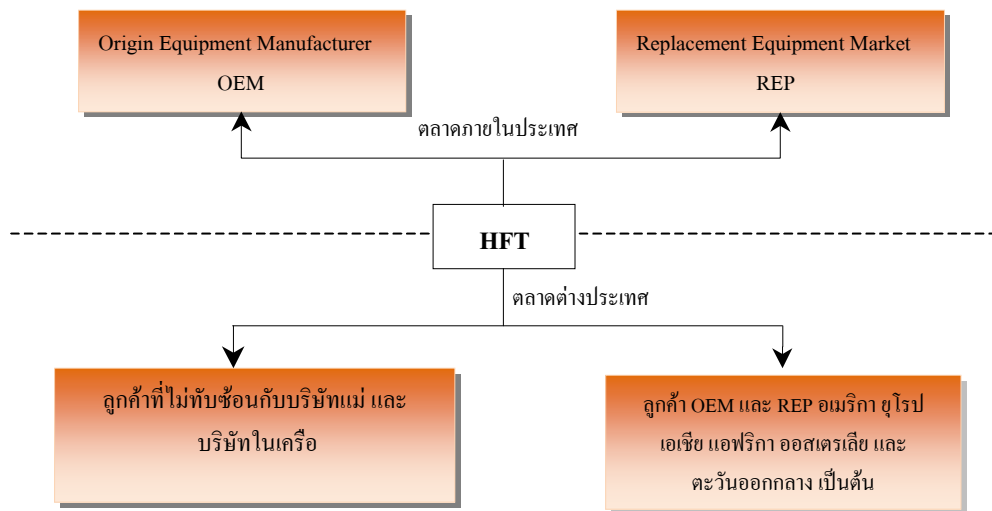 Origin Equipment Manufacturer
OEM
Replacement Equipment Market
REP
ตลาดภายในประเทศ
HFT
ตลาดต่างประเทศ
ลูกค้าที่ไม่ทับซ้อนกับบริษัทแม่ และ
บริษัทในเครือ
ลูกค้า OEM และ REP อเมริกา ยุโรป
เอเชีย แอฟริกา ออสเตรเลีย และ
ตะวันออกกลาง เป็นต้น